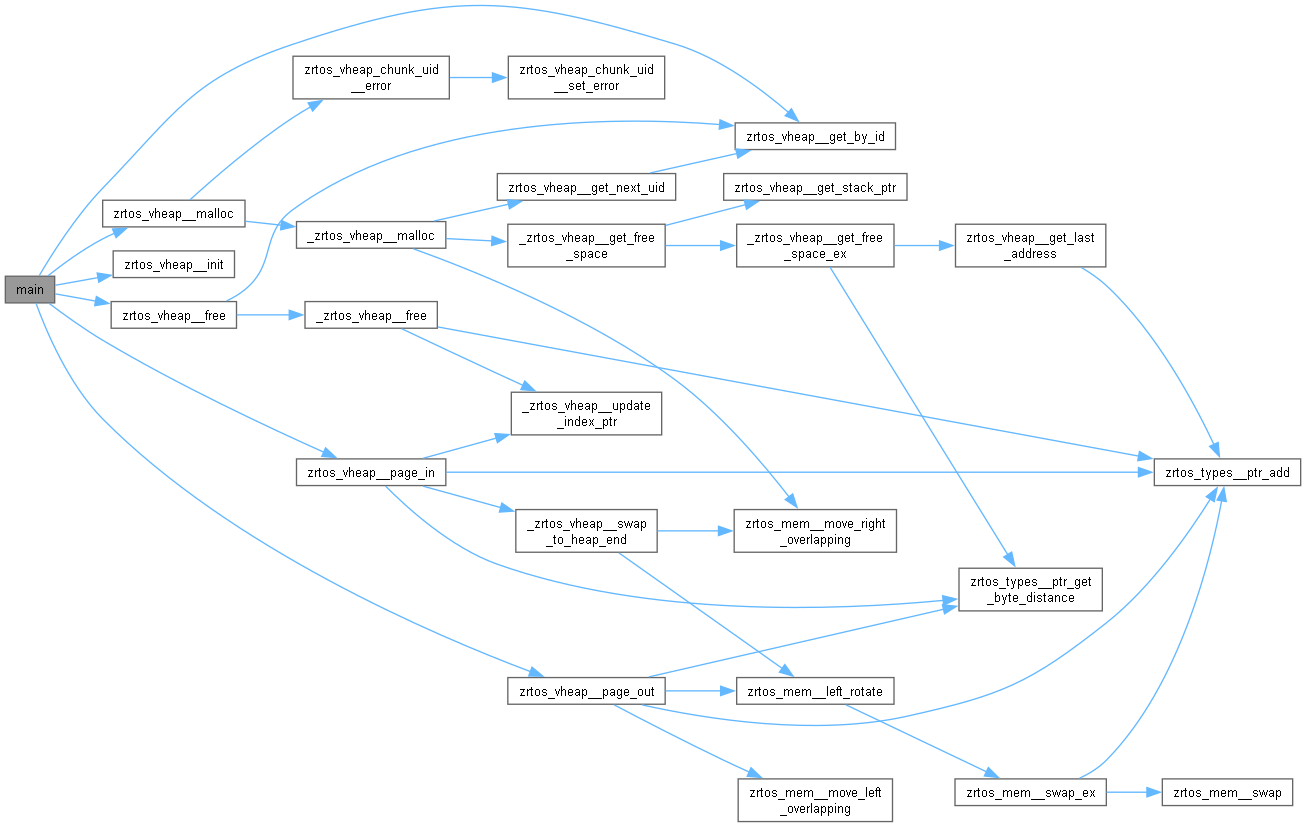 main
zrtos_vheap__malloc
zrtos_vheap__init
zrtos_vheap__free
zrtos_vheap_chunk_uid
__error
_zrtos_vheap__malloc
_zrtos_vheap__free
zrtos_vheap__page_in
zrtos_vheap_chunk_uid
__set_error
zrtos_vheap__get_next_uid
_zrtos_vheap__get_free
_space
_zrtos_vheap__update
_index_ptr
_zrtos_vheap__swap
_to_heap_end
zrtos_vheap__page_out
zrtos_vheap__get_by_id
zrtos_vheap__get_stack_ptr
_zrtos_vheap__get_free
_space_ex
zrtos_mem__move_right
_overlapping
zrtos_mem__left_rotate
zrtos_mem__move_left
_overlapping
zrtos_vheap__get_last
_address
zrtos_types__ptr_get
_byte_distance
zrtos_mem__swap_ex
zrtos_types__ptr_add
zrtos_mem__swap